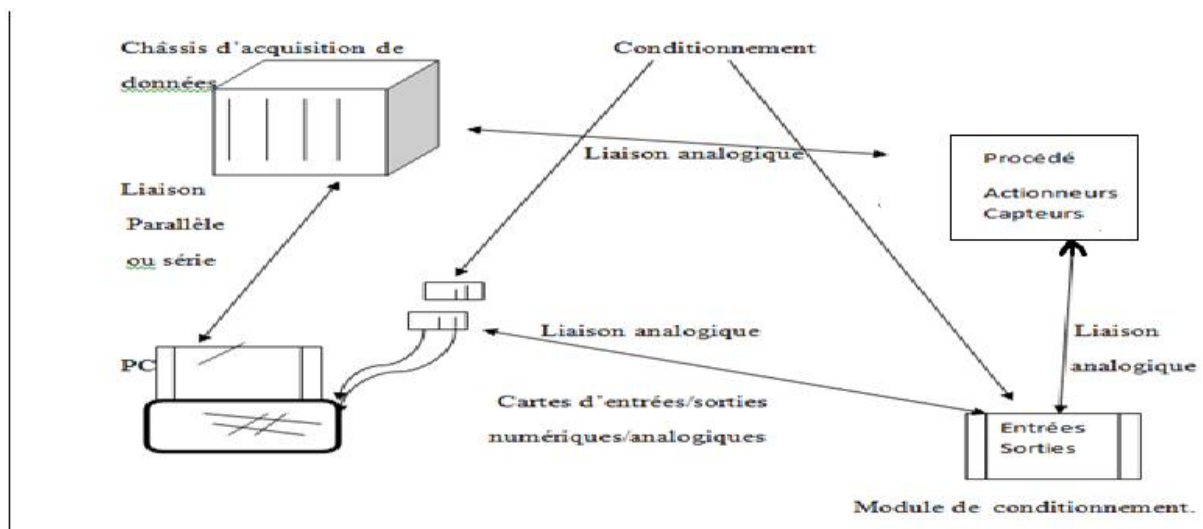 Châssis d'acquisition de
données
Conditionnement
Liaison analogique
Procédé
Actionneurs
Capteurs
Liaison
Parallèle
ou série
Liaison analogique
Liaison
analogique
PC
Cartes d'entrées/sorties
numériques/analogiques
Entrées
Sorties
Module de conditionnement.